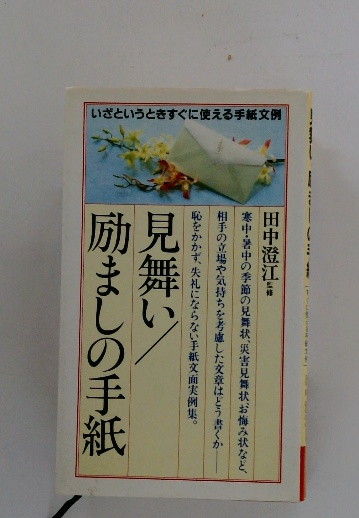 いざというときすぐに使える手紙文例
田中澄江 監修
寒中・暑中の季節の見舞状、災害見舞状、お悔み状など、
相手の立場や気持ちを考慮した文章はどう書くか――
恥をかかず、失礼にならない手紙文面実例集。
見舞い/
励ましの手紙